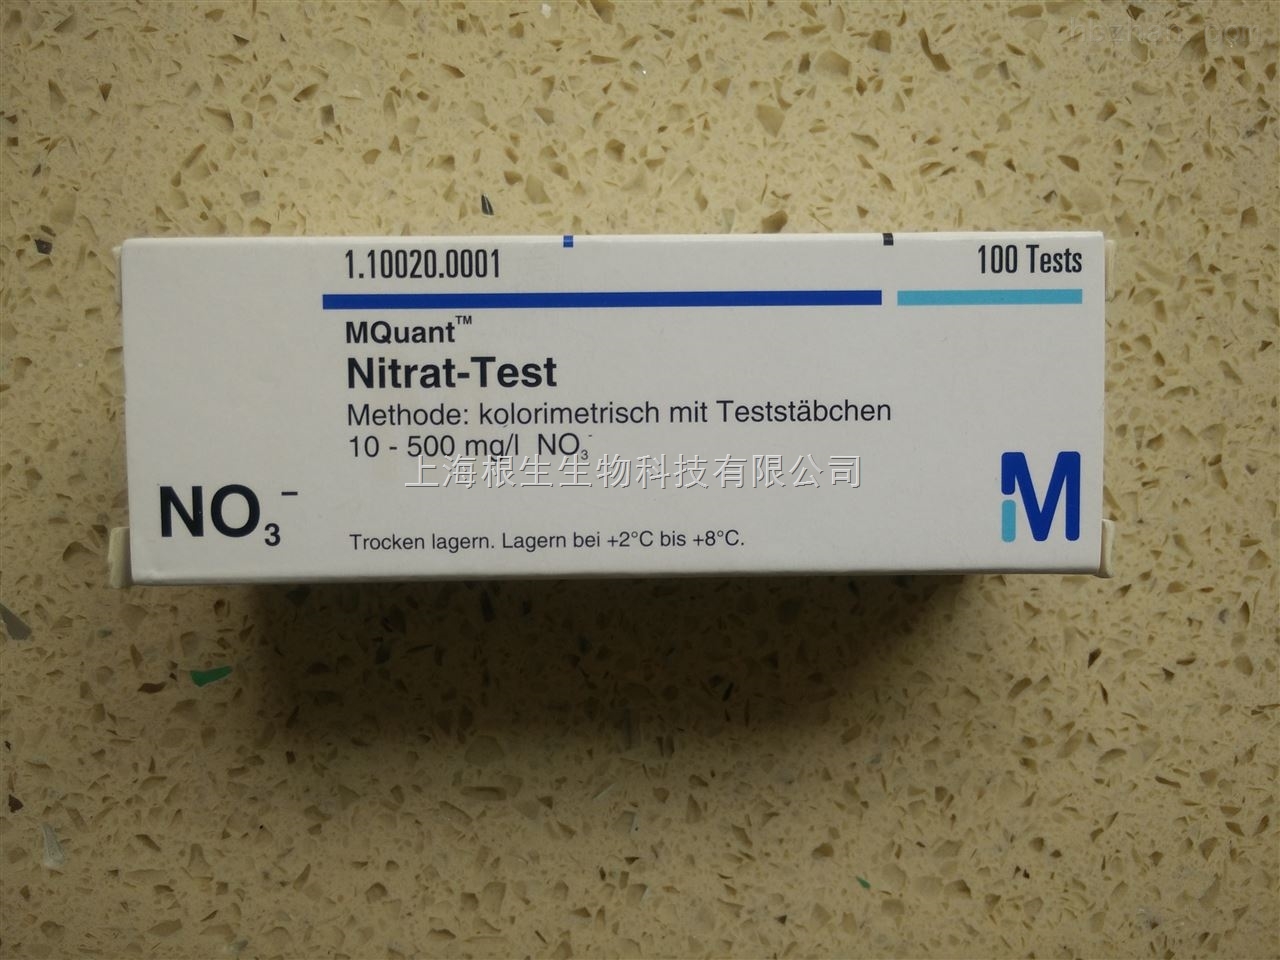 1.10020.0001
100 Tests
MQuant™
Nitrat-Test
Methode: kolorimetrisch mit Teststäbchen
10 - 500 mg/l NO₃⁻
上海根生生物科技有限公司
NO₃⁻
M
Trocken lagern. Lagern bei +2°C bis +8°C.